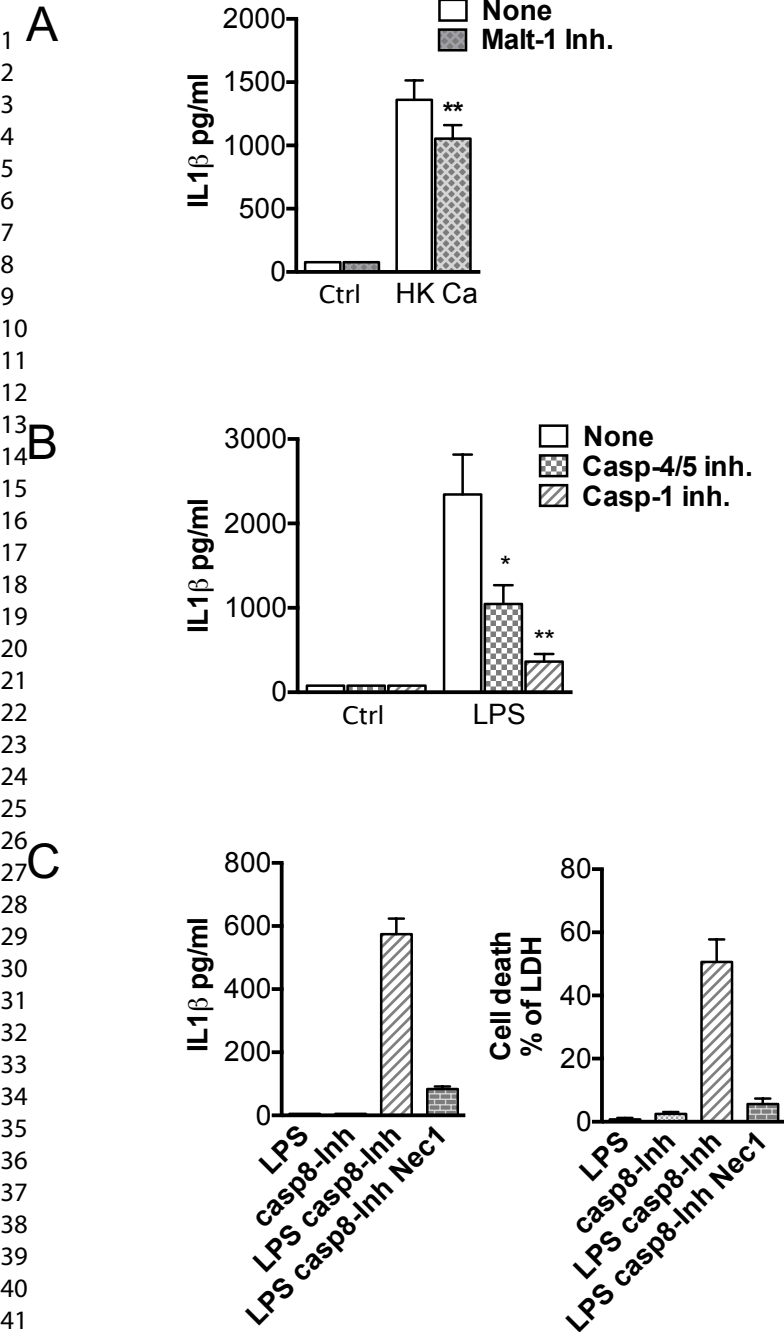 1
2
3
4
5
6
7
8
9
10
11
12
13
14
15
16
17
18
19
20
21
22
23
24
25
26
27
28
29
30
31
32
33
34
35
36
37
38
39
40
41
A
None
Malt-1 Inh.
IL1β pg/ml
2000
1500
1000
500
0
**
Ctrl
HK Ca
B
None
Casp-4/5 inh.
Casp-1 inh.
IL1β pg/ml
3000
2000
1000
0
*
**
Ctrl
LPS
C
IL1β pg/ml
800
600
400
200
0
LPS
casp8-Inh
LPS casp8-Inh
LPS casp8-Inh Nec1
Cell death
% of LDH
80
60
40
20
0
LPS
casp8-Inh
LPS casp8-Inh
LPS casp8-Inh Nec1